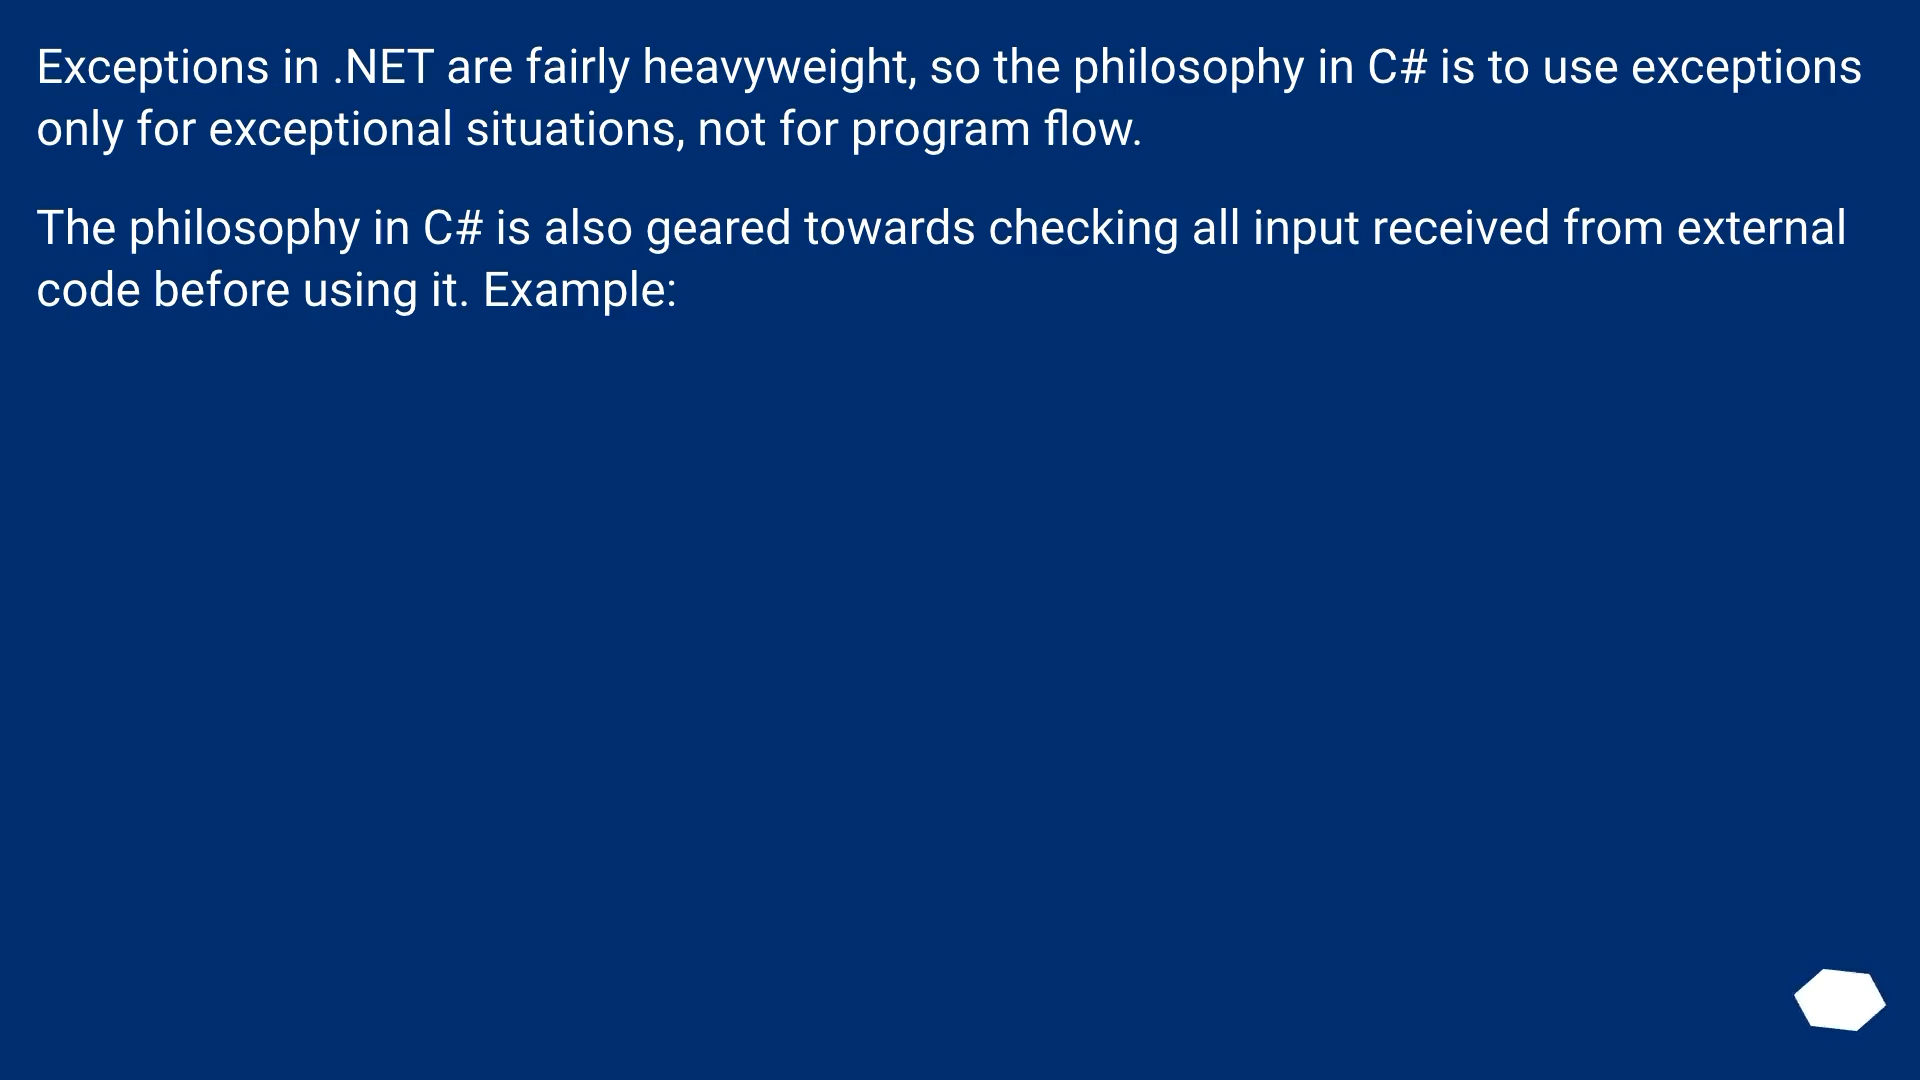 Exceptions in .NET are fairly heavyweight, so the philosophy in C# is to use exceptions
only for exceptional situations, not for program flow.
The philosophy in C# is also geared towards checking all input received from external
code before using it. Example: